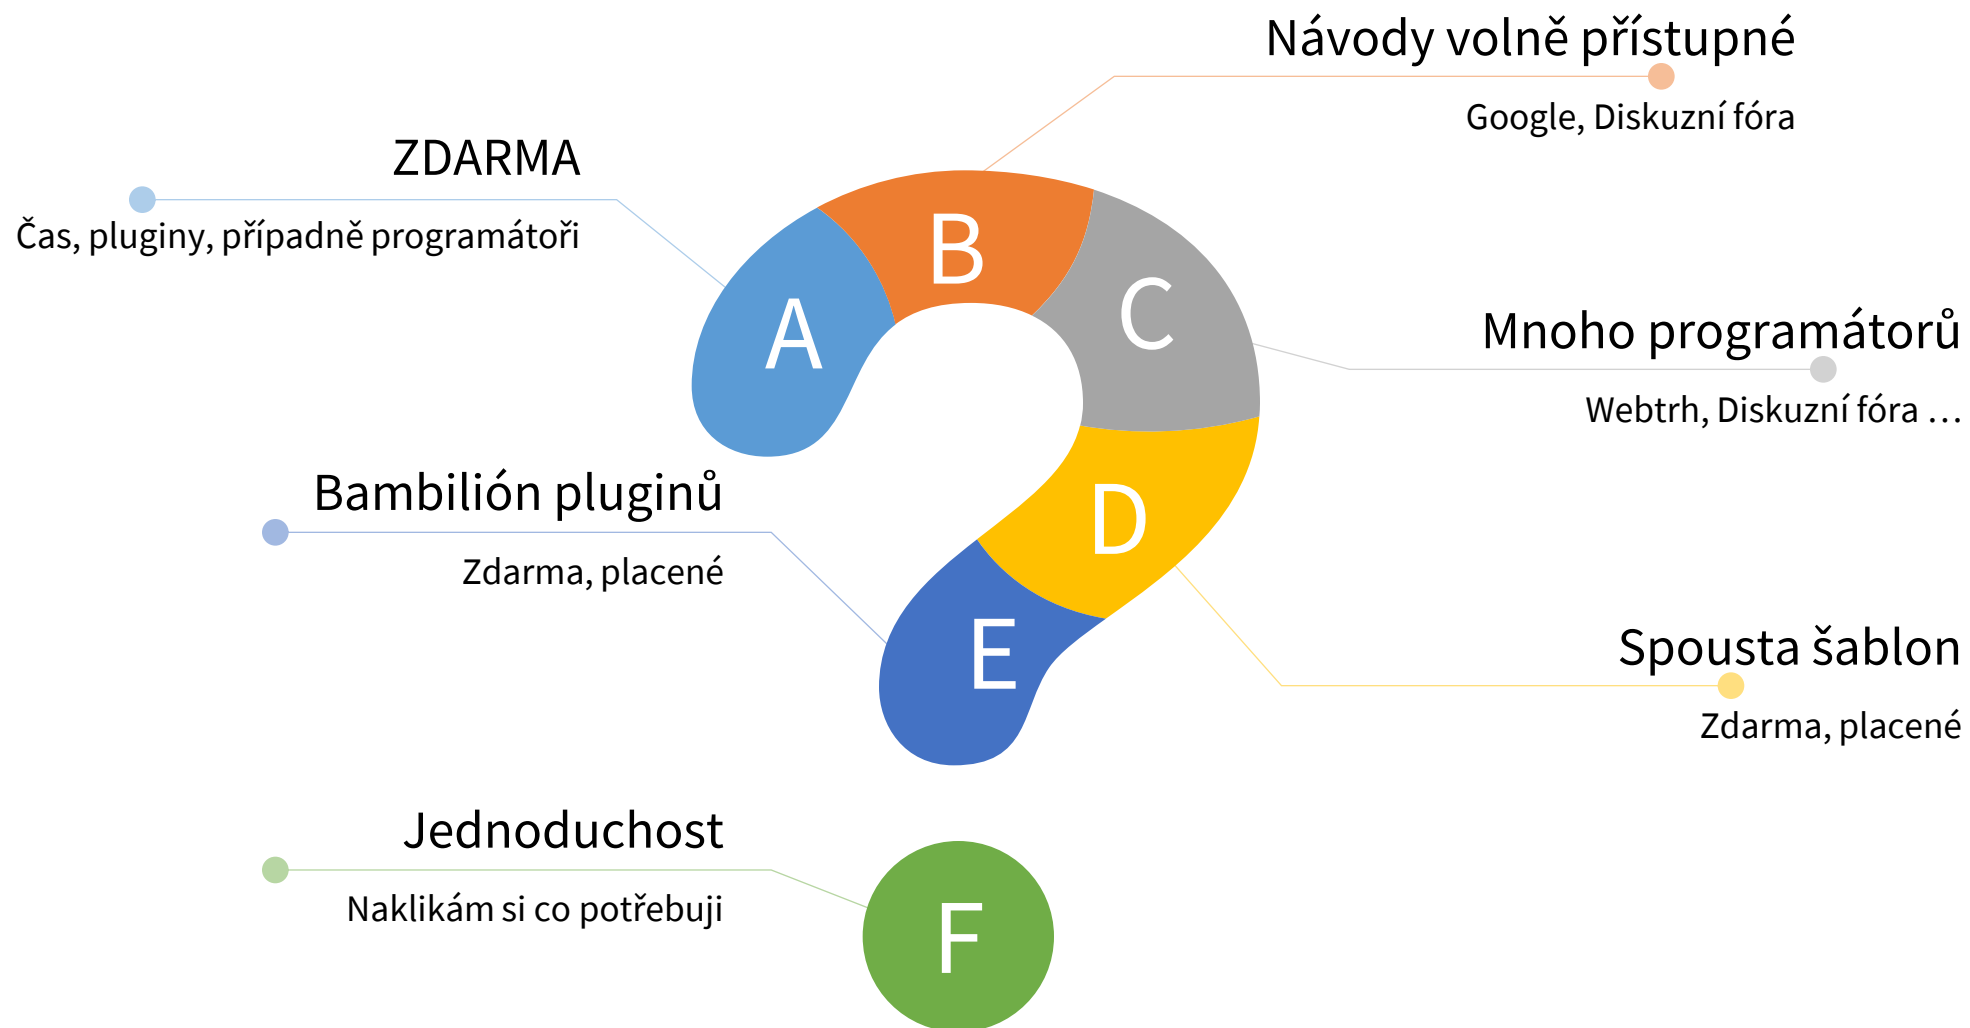 Návody volně přístupné
Google, Diskuzní fóra
ZDARMA
Čas, pluginy, případně programátoři
B
A
C
Mnoho programátorů
Webtrh, Diskuzní fóra …
Bambilión pluginů
Zdarma, placené
D
E
Spousta šablon
Zdarma, placené
Jednoduchost
Naklikám si co potřebuji
F